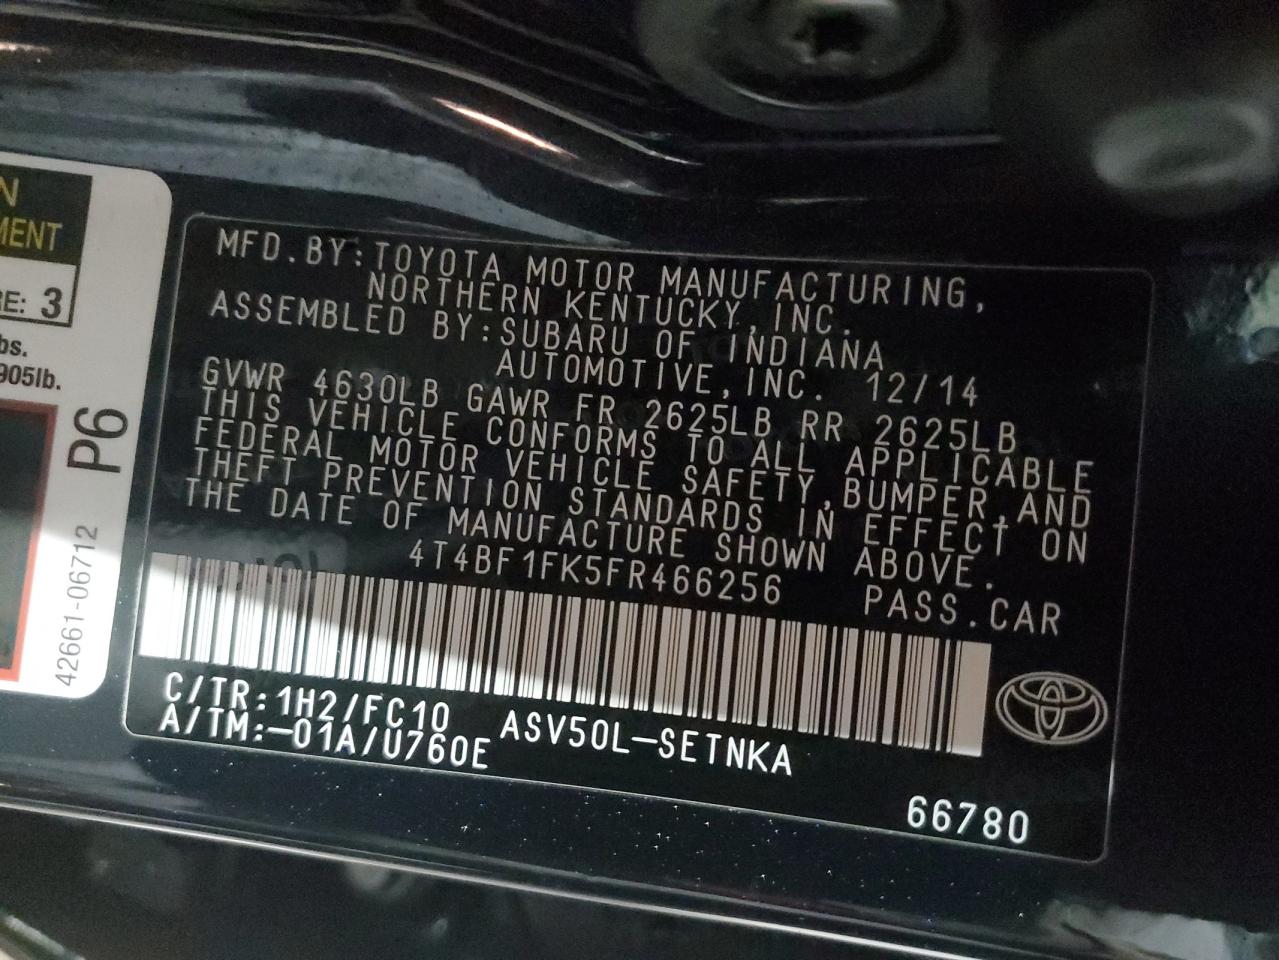 N
MENT
RE: 3
bs.
905lb.
P6
42661-06712
MFD.BY:TOYOTA MOTOR MANUFACTURING,
NORTHERN KENTUCKY,INC.
ASSEMBLED BY:SUBARU OF INDIANA
AUTOMOTIVE,INC. 12/14
GVWR 4630LB GAWR FR 2625LB RR 2625LB
THIS VEHICLE CONFORMS TO ALL APPLICABLE
FEDERAL MOTOR VEHICLE SAFETY,BUMPER,AND
THEFT PREVENTION STANDARDS IN EFFECT ON
THE DATE OF MANUFACTURE SHOWN ABOVE.
4T4BF1FK5FR466256 PASS.CAR
C/TR:1H2/FC10 ASV50L-SETNKA
A/TM:-01A/U760E
66780